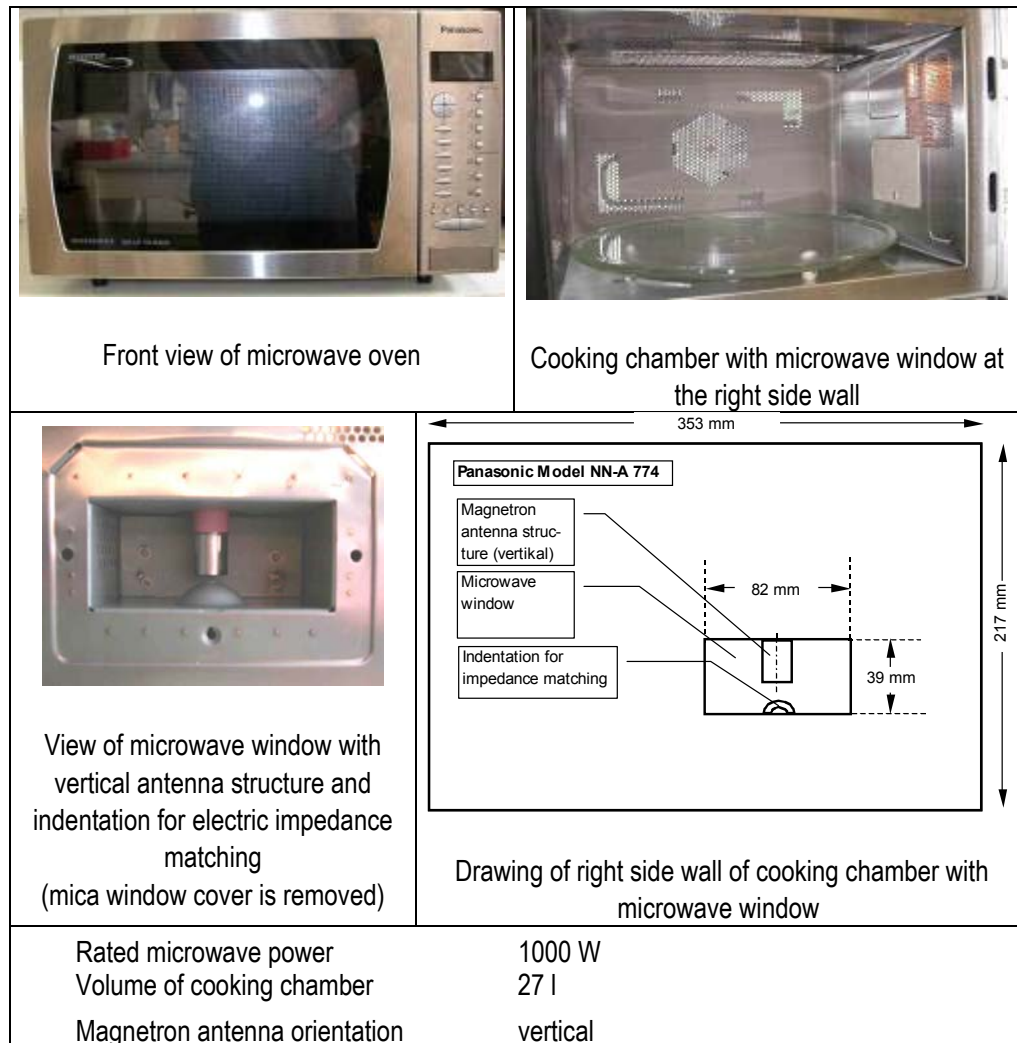 Panasonic
Front view of microwave oven
Cooking chamber with microwave window at
the right side wall
View of microwave window with
vertical antenna structure and
indentation for electric impedance
matching
(mica window cover is removed)
353 mm
Panasonic Model NN-A 774
Magnetron
antenna struc-
ture (vertikal)
Microwave
window
Indentation for
impedance matching
82 mm
39 mm
217 mm
Drawing of right side wall of cooking chamber with
microwave window
Rated microwave power 1000 W
Volume of cooking chamber 27 l
Magnetron antenna orientation vertical